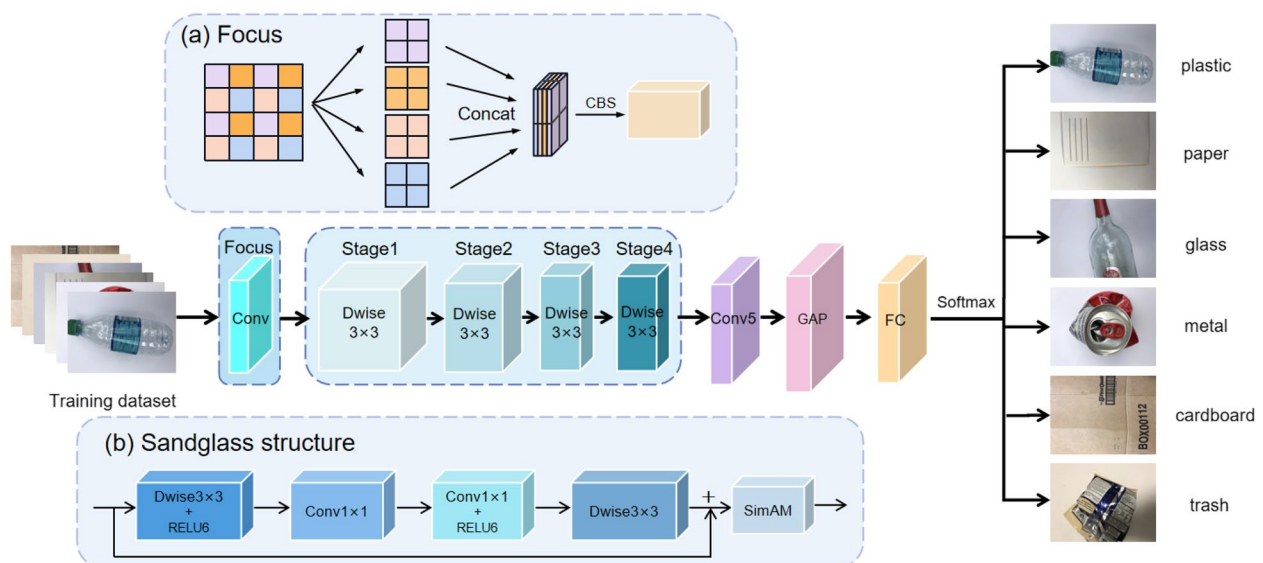 (a) Focus
Concat
CBS
plastic
paper
glass
metal
BOX00112
cardboard
trash
Softmax
Training dataset
Focus
Conv
Stage1
Dwise
3×3
Stage2
Dwise
3×3
Stage3
Dwise
3×3
Stage4
Dwise
3×3
Conv5
GAP
FC
(b) Sandglass structure
Dwise3×3
+
RELU6
Conv1×1
Conv1×1
+
RELU6
Dwise3×3
+
SimAM